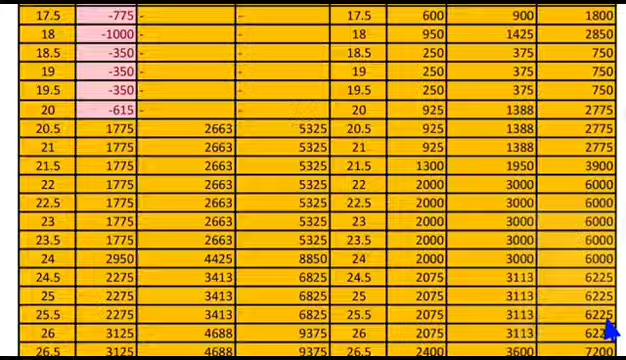 17.5 -775 - - 17.5 600 900 1800
18 -1000 - - 18 950 1425 2850
18.5 -350 - - 18.5 250 375 750
19 -350 - - 19 250 375 750
19.5 -350 - - 19.5 250 375 750
20 -615 - - 20 925 1388 2775
20.5 1775 2663 5325 20.5 925 1388 2775
21 1775 2663 5325 21 925 1388 2775
21.5 1775 2663 5325 21.5 1300 1950 3900
22 1775 2663 5325 22 2000 3000 6000
22.5 1775 2663 5325 22.5 2000 3000 6000
23 1775 2663 5325 23 2000 3000 6000
23.5 1775 2663 5325 23.5 2000 3000 6000
24 2950 4425 8850 24 2000 3000 6000
24.5 2275 3413 6825 24.5 2075 3113 6225
25 2275 3413 6825 25 2075 3113 6225
25.5 2275 3413 6825 25.5 2075 3113 6225
26 3125 4688 9375 26 2075 3113
26.5 3125 4688 9375 26.5 2400 3600 7200